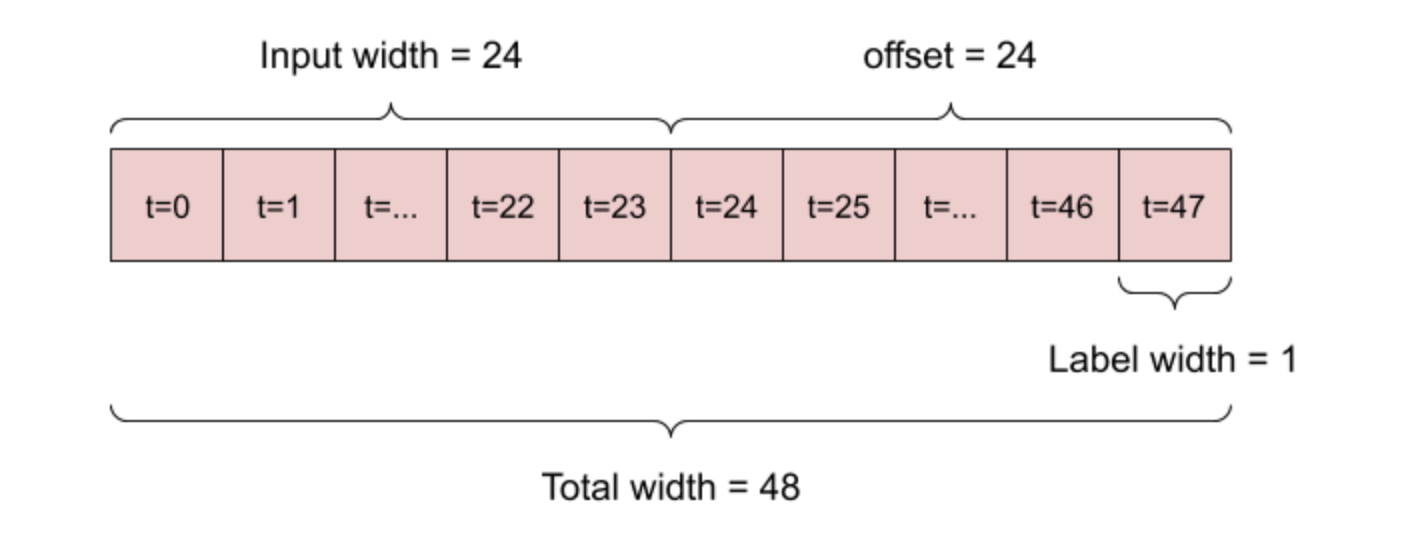 Input width = 24
offset = 24
t=0 t=1 t=... t=22 t=23 t=24 t=25 t=... t=46 t=47
Label width = 1
Total width = 48